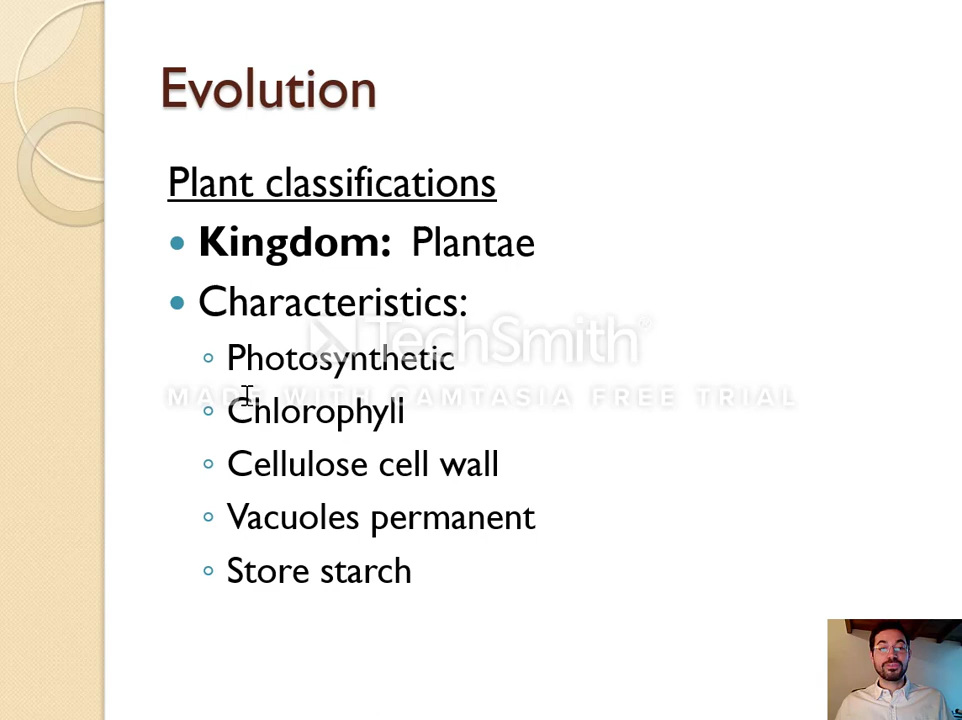 Evolution
Plant classifications
Kingdom: Plantae
Characteristics:
TechSmith®
Photosynthetic
MADE WITH CAMTASIA FREE TRIAL
Chlorophyll
Cellulose cell wall
Vacuoles permanent
Store starch